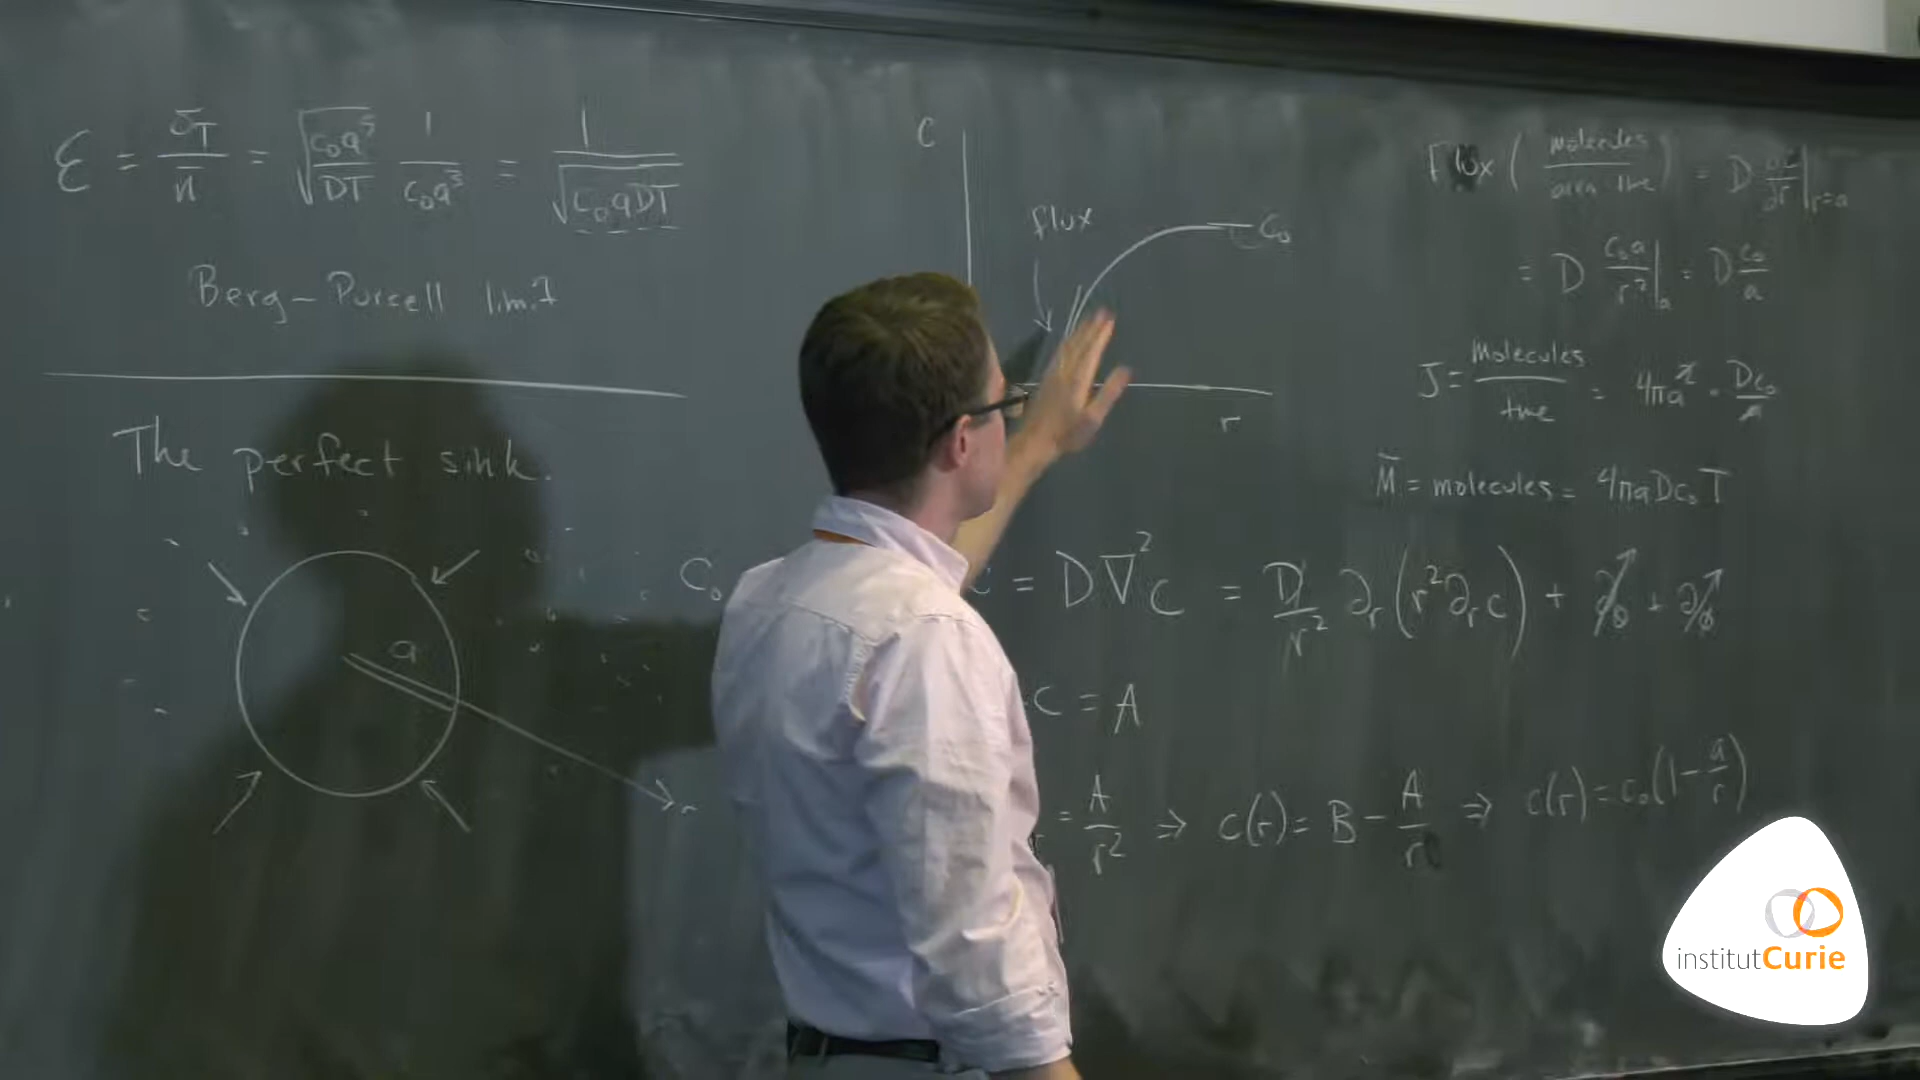 ε = δT / n̄ = √(c₀a⁵ / DT) 1 / c₀a³ = 1 / √(c₀aDT)
Berg-Purcell limit
The perfect sink.
a
r
C
flux
C₀
r
C₀
c = D∇²c = D/r² ∂r(r²∂rc) + ∂θ + ∂φ
c = A
= A/r² ⇒ c(r) = B - A/r ⇒ c(r) = c₀(1 - a/r)
Flux (molecules / area time) = D ∂c/∂r |r=a
= D c₀a/r² |a = D c₀/a
J = molecules / time = 4πa² · Dc₀/a
M̄ = molecules = 4πaDc₀T
institutCurie